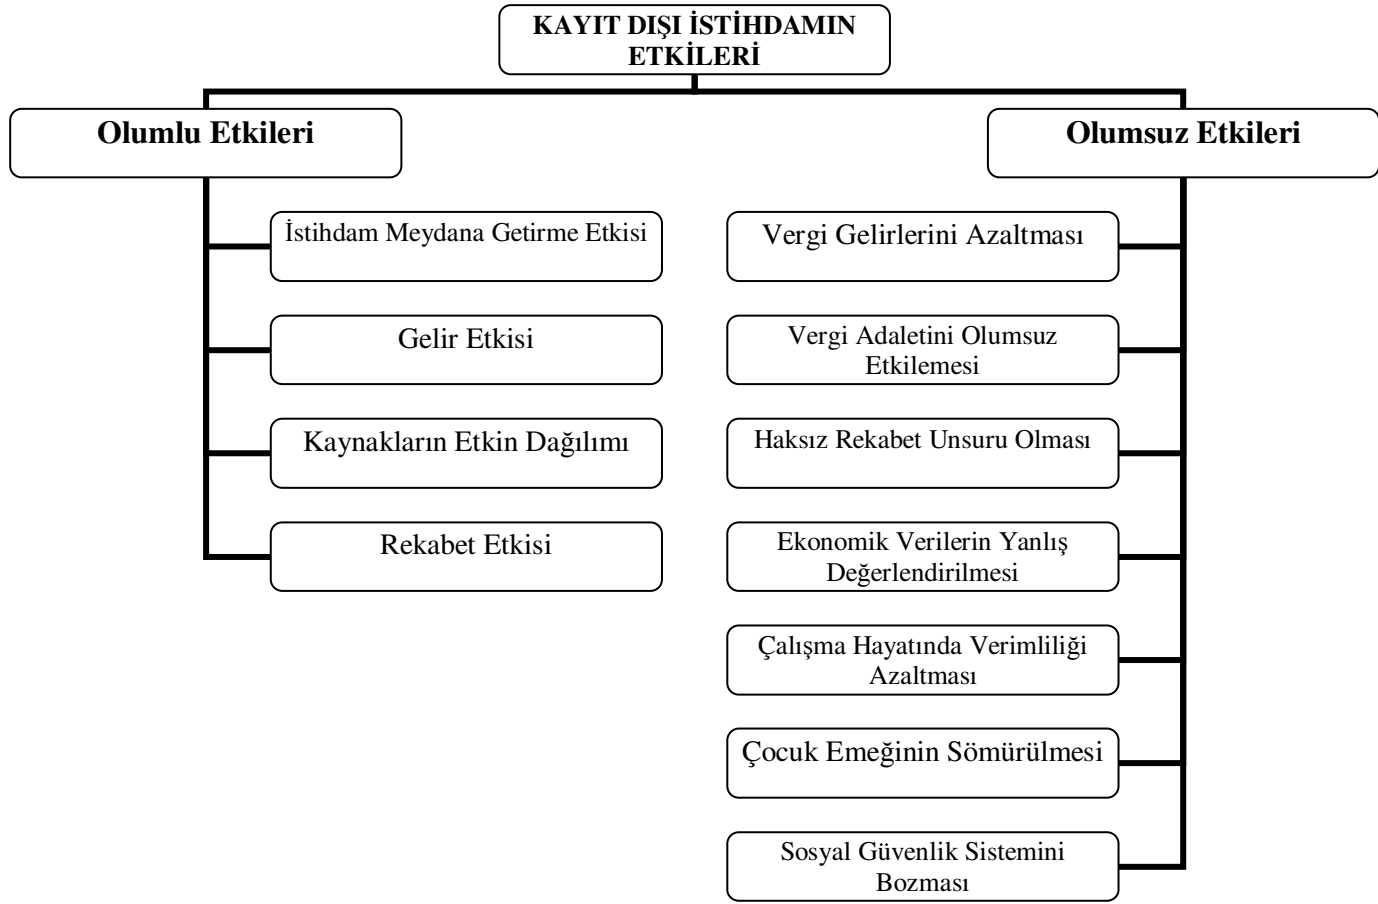 KAYIT DIŞI İSTİHDAMIN
ETKİLERİ
Olumlu Etkileri
Olumsuz Etkileri
İstihdam Meydana Getirme Etkisi
Gelir Etkisi
Kaynakların Etkin Dağılımı
Rekabet Etkisi
Vergi Gelirlerini Azaltması
Vergi Adaletini Olumsuz
Etkilemesi
Haksız Rekabet Unsuru Olması
Ekonomik Verilerin Yanlış
Değerlendirilmesi
Çalışma Hayatında Verimliliği
Azaltması
Çocuk Emeğinin Sömürülmesi
Sosyal Güvenlik Sistemini
Bozması